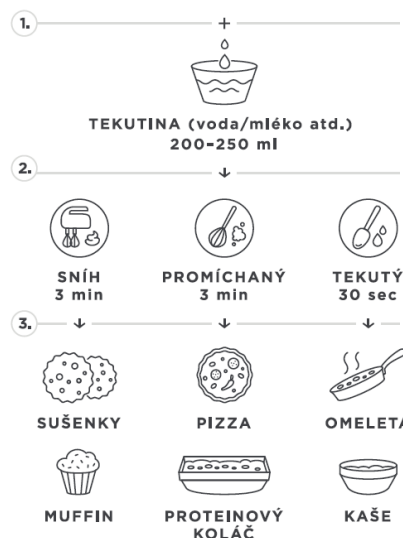 1.
+
TEKUTINA (voda/mléko atd.)
200-250 ml
2.
SNÍH
3 min
PROMÍCHANÝ
3 min
TEKUTÝ
30 sec
3.
SUŠENKY
PIZZA
OMELETA
MUFFIN
PROTEINOVÝ
KOLÁČ
KAŠE